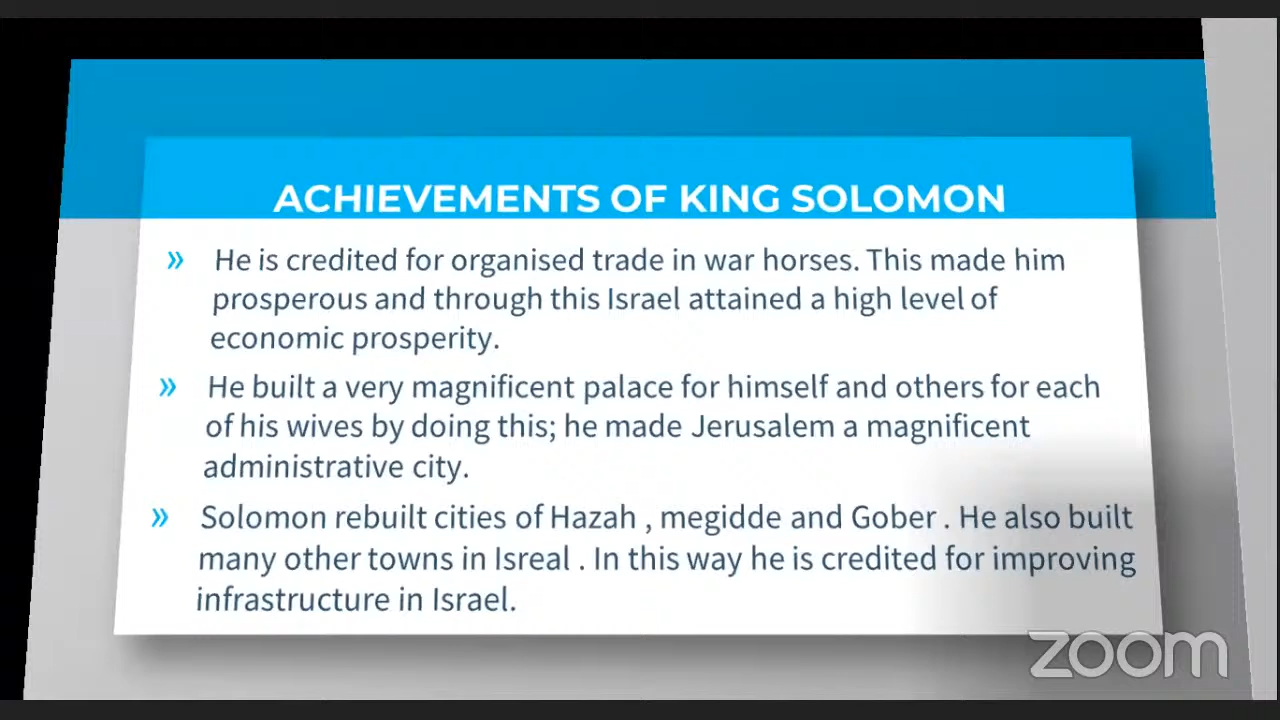 ACHIEVEMENTS OF KING SOLOMON
» He is credited for organised trade in war horses. This made him
prosperous and through this Israel attained a high level of
economic prosperity.
» He built a very magnificent palace for himself and others for each
of his wives by doing this; he made Jerusalem a magnificent
administrative city.
» Solomon rebuilt cities of Hazah , megidde and Gober . He also built
many other towns in Isreal . In this way he is credited for improving
infrastructure in Israel.
zoom